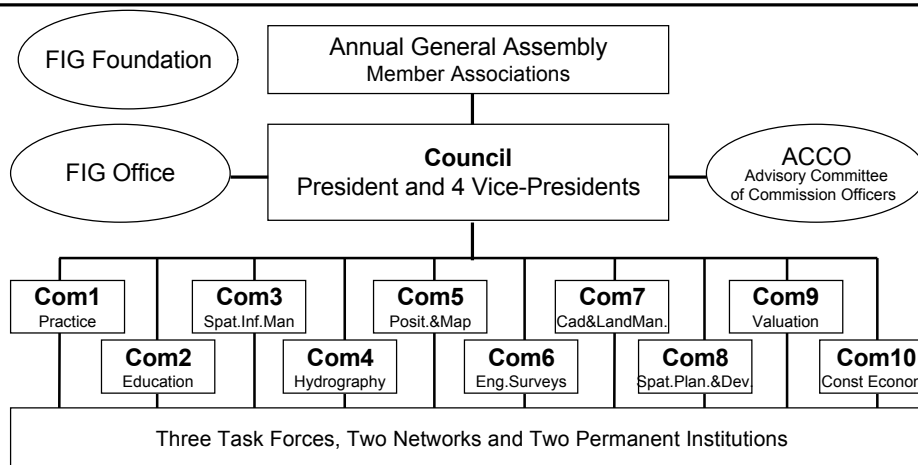 FIG Foundation
Annual General Assembly
Member Associations
FIG Office
Council
President and 4 Vice-Presidents
ACCO
Advisory Committee
of Commission Officers
Com1
Practice
Com2
Education
Com3
Spat.Inf.Man
Com4
Hydrography
Com5
Posit.&Map
Com6
Eng.Surveys
Com7
Cad&LandMan.
Com8
Spat.Plan.&Dev.
Com9
Valuation
Com10
Const Econom
Three Task Forces, Two Networks and Two Permanent Institutions